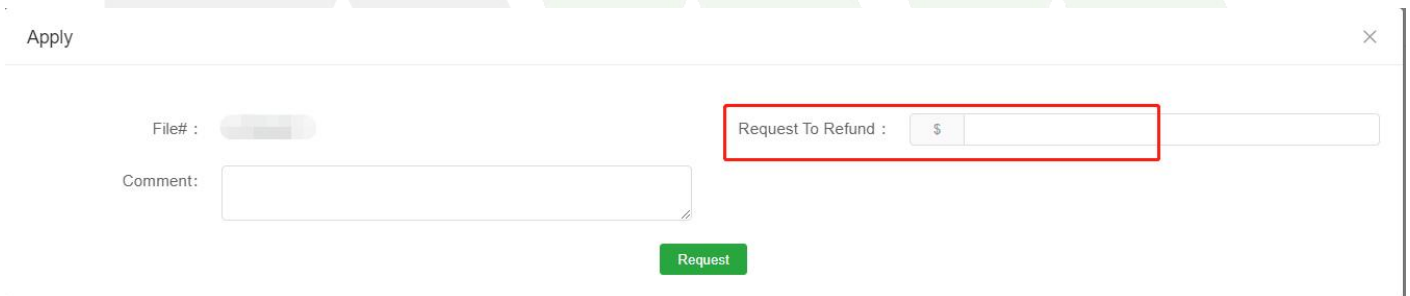 Apply
File# : Request To Refund : $
Comment:
Request